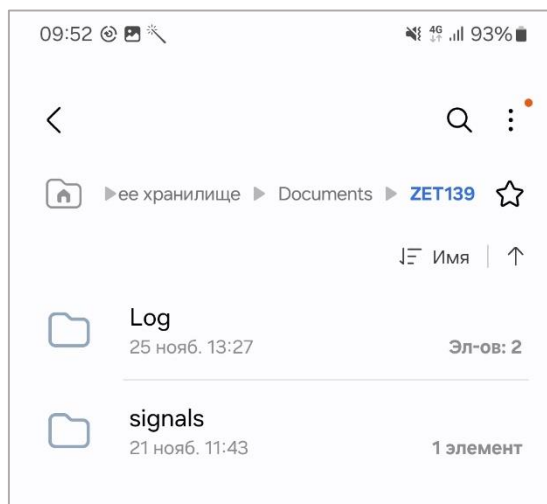 09:52 4G 93%
ее хранилище Documents ZET139
Имя
Log
25 нояб. 13:27 Эл-ов: 2
signals
21 нояб. 11:43 1 элемент